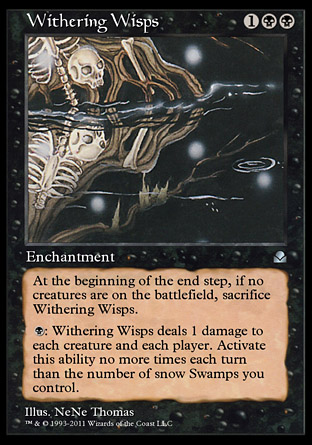 Withering Wisps 1
Enchantment
At the beginning of the end step, if no
creatures are on the battlefield, sacrifice
Withering Wisps.
: Withering Wisps deals 1 damage to
each creature and each player. Activate
this ability no more times each turn
than the number of snow Swamps you
control.
Illus. NeNe Thomas
™ & © 1993-2011 Wizards of the Coast LLC